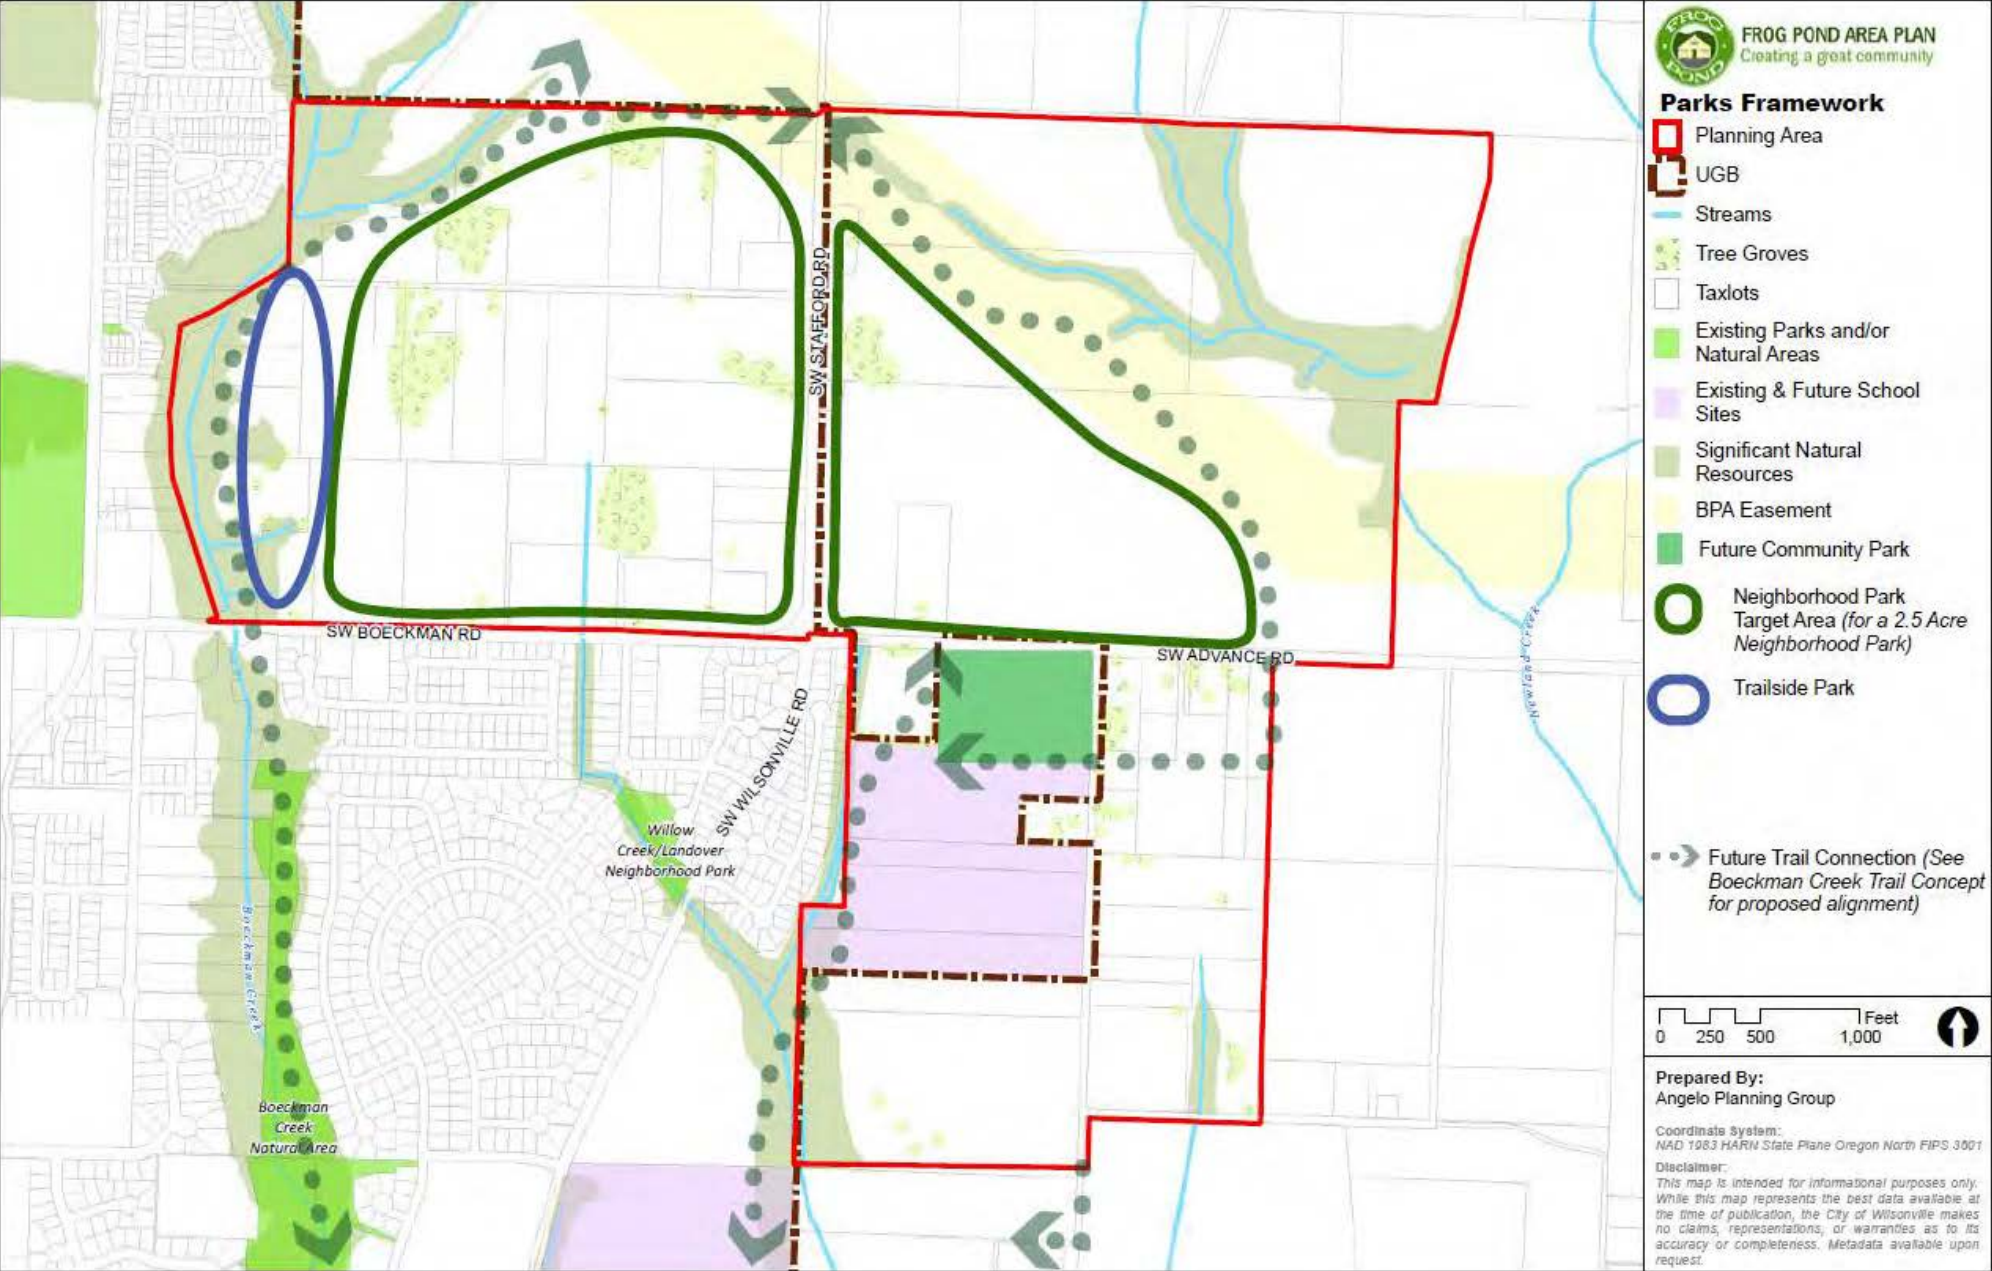 SW STAFFORD RD
SW BOECKMAN RD
SW ADVANCE RD
SW WILSONVILLE RD
Willow
Creek/Landover
Neighborhood Park
Boeckman Creek
Boeckman
Creek
Natural Area
Newland Creek
FROG
POND
FROG POND AREA PLAN
Creating a great community
Parks Framework
Planning Area
UGB
Streams
Tree Groves
Taxlots
Existing Parks and/or
Natural Areas
Existing & Future School
Sites
Significant Natural
Resources
BPA Easement
Future Community Park
Neighborhood Park
Target Area (for a 2.5 Acre
Neighborhood Park)
Trailside Park
Future Trail Connection (See
Boeckman Creek Trail Concept
for proposed alignment)
Feet
0 250 500 1,000
Prepared By:
Angelo Planning Group
Coordinate System:
NAD 1983 HARN State Plane Oregon North FIPS 3601
Disclaimer:
This map is intended for informational purposes only.
While this map represents the best data available at
the time of publication, the City of Wilsonville makes
no claims, representations, or warranties as to its
accuracy or completeness. Metadata available upon
request.